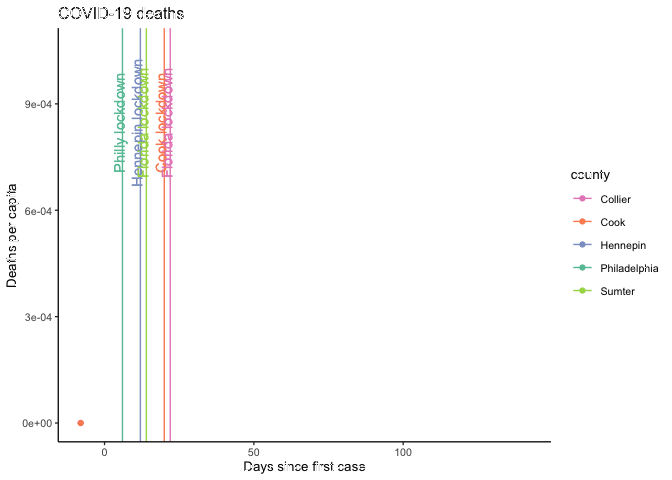 COVID-19 deaths
Deaths per capita
9e-04
6e-04
3e-04
0e+00
Philly lockdown
Hennepin lockdown
Florida lockdown
Cook lockdown
Florida lockdown
0
50
100
Days since first case
county
Collier
Cook
Hennepin
Philadelphia
Sumter